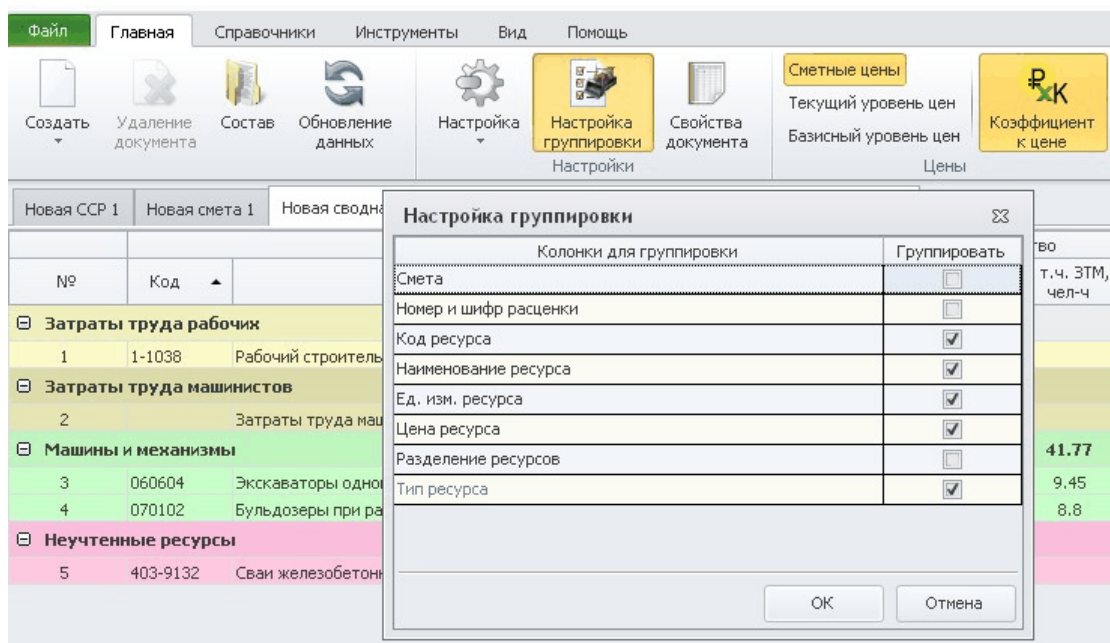 Файл Главная Справочники Инструменты Вид Помощь
Создать Удаление документа Состав Обновление данных Настройка Настройка группировки Свойства документа
Сметные цены
Текущий уровень цен
Базисный уровень цен
Коэффициент к цене
Настройки Цены
Новая ССР 1 Новая смета 1 Новая сводна
Настройка группировки
Колонки для группировки Группировать
Смета
Номер и шифр расценки
Код ресурса
Наименование ресурса
Ед. изм. ресурса
Цена ресурса
Разделение ресурсов
Тип ресурса
OK Отмена
№ Код
тво
т.ч. ЗТМ,
чел-ч
Затраты труда рабочих
1 1-1038 Рабочий строитель
Затраты труда машинистов
2 Затраты труда маш
Машины и механизмы 41.77
3 060604 Экскаваторы одно 9.45
4 070102 Бульдозеры при ра 8.8
Неучтенные ресурсы
5 403-9132 Сваи железобетон